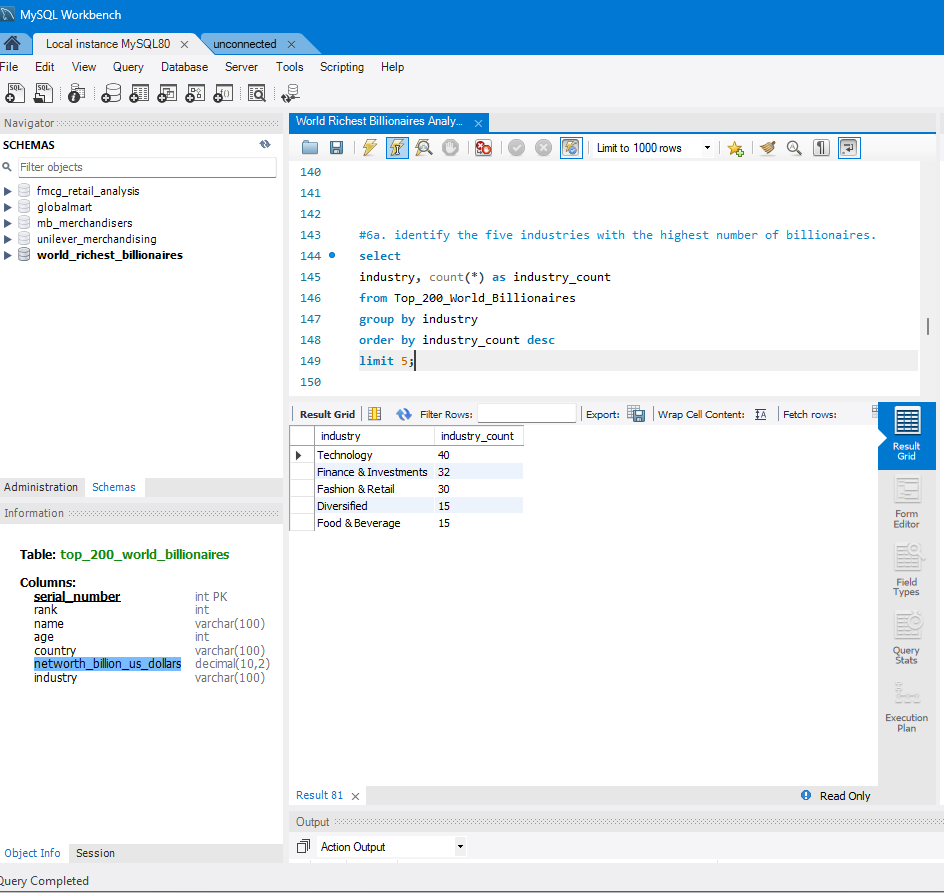 MySQL Workbench
Local instance MySQL80
unconnected
File Edit View Query Database Server Tools Scripting Help
Navigator
SCHEMAS
Filter objects
fmcg_retail_analysis
globalmart
mb_merchandisers
unilever_merchandising
world_richest_billionaires
Administration Schemas
Information
Table: top_200_world_billionaires
Columns:
serial_number int PK
rank int
name varchar(100)
age int
country varchar(100)
networth_billion_us_dollars decimal(10,2)
industry varchar(100)
Object Info Session
World Richest Billionaires Analy...
Limit to 1000 rows
140
141
142
143 #6a. identify the five industries with the highest number of billionaires.
144 select
145 industry, count(*) as industry_count
146 from Top_200_World_Billionaires
147 group by industry
148 order by industry_count desc
149 limit 5;
150
Result Grid Filter Rows: Export: Wrap Cell Content: Fetch rows:
industry industry_count
Technology 40
Finance & Investments 32
Fashion & Retail 30
Diversified 15
Food & Beverage 15
Result
Grid
Form
Editor
Field
Types
Query
Stats
Execution
Plan
Result 81
Read Only
Output
Action Output
Query Completed